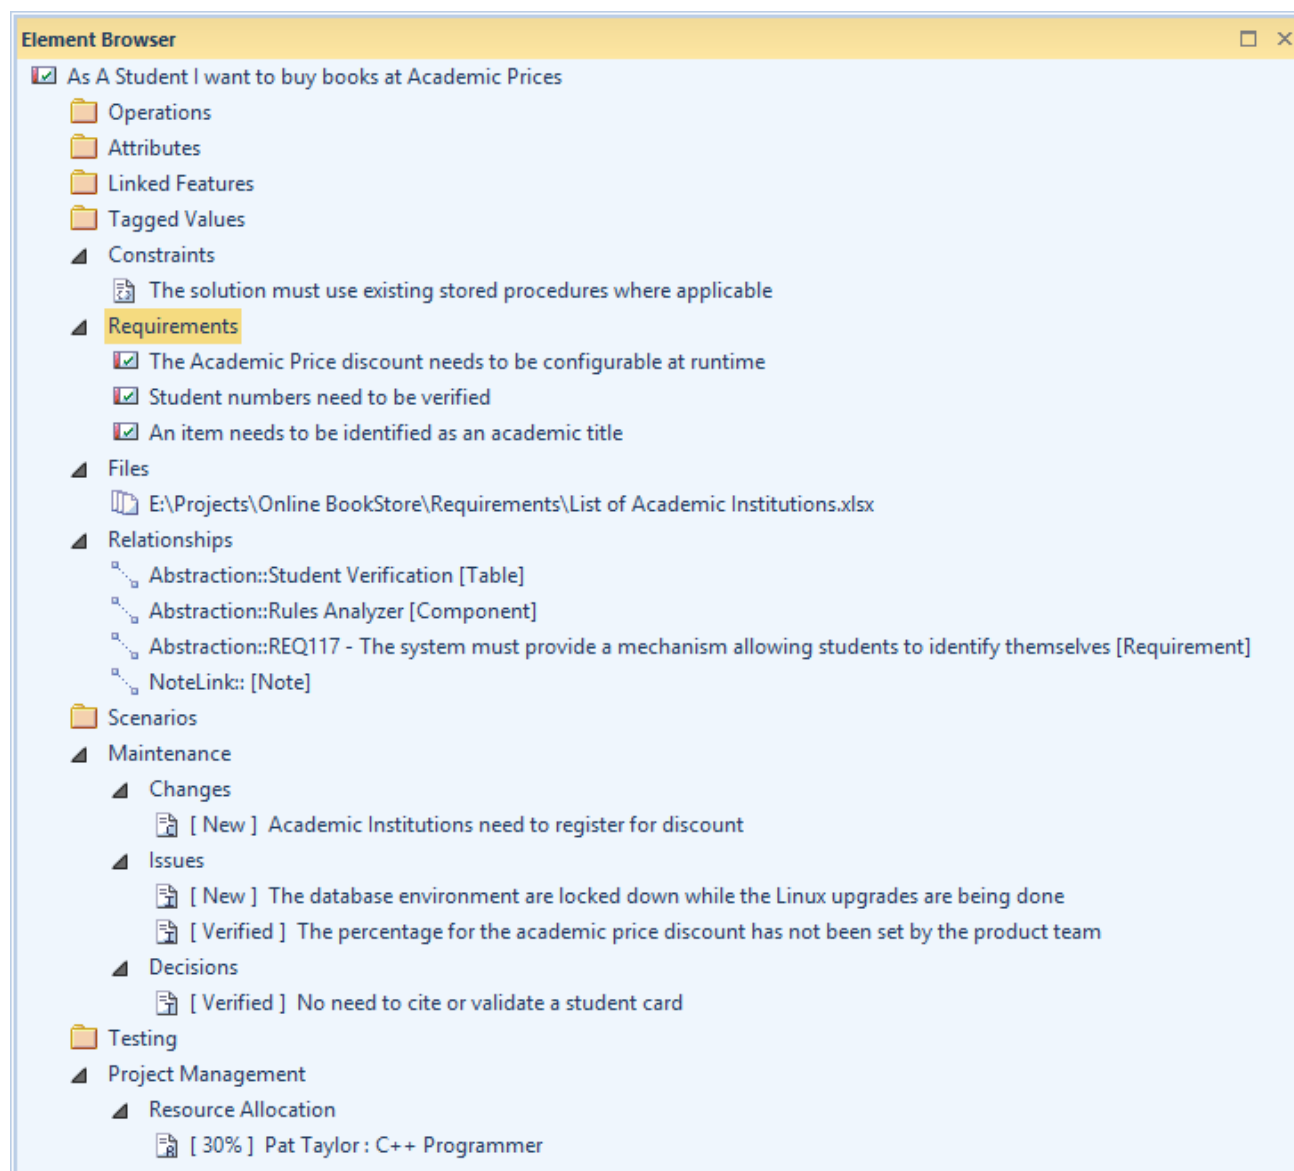 Element Browser
As A Student I want to buy books at Academic Prices
Operations
Attributes
Linked Features
Tagged Values
Constraints
The solution must use existing stored procedures where applicable
Requirements
The Academic Price discount needs to be configurable at runtime
Student numbers need to be verified
An item needs to be identified as an academic title
Files
E:\Projects\Online BookStore\Requirements\List of Academic Institutions.xlsx
Relationships
Abstraction::Student Verification [Table]
Abstraction::Rules Analyzer [Component]
Abstraction::REQ117 - The system must provide a mechanism allowing students to identify themselves [Requirement]
NoteLink:: [Note]
Scenarios
Maintenance
Changes
[ New ] Academic Institutions need to register for discount
Issues
[ New ] The database environment are locked down while the Linux upgrades are being done
[ Verified ] The percentage for the academic price discount has not been set by the product team
Decisions
[ Verified ] No need to cite or validate a student card
Testing
Project Management
Resource Allocation
[ 30% ] Pat Taylor : C++ Programmer